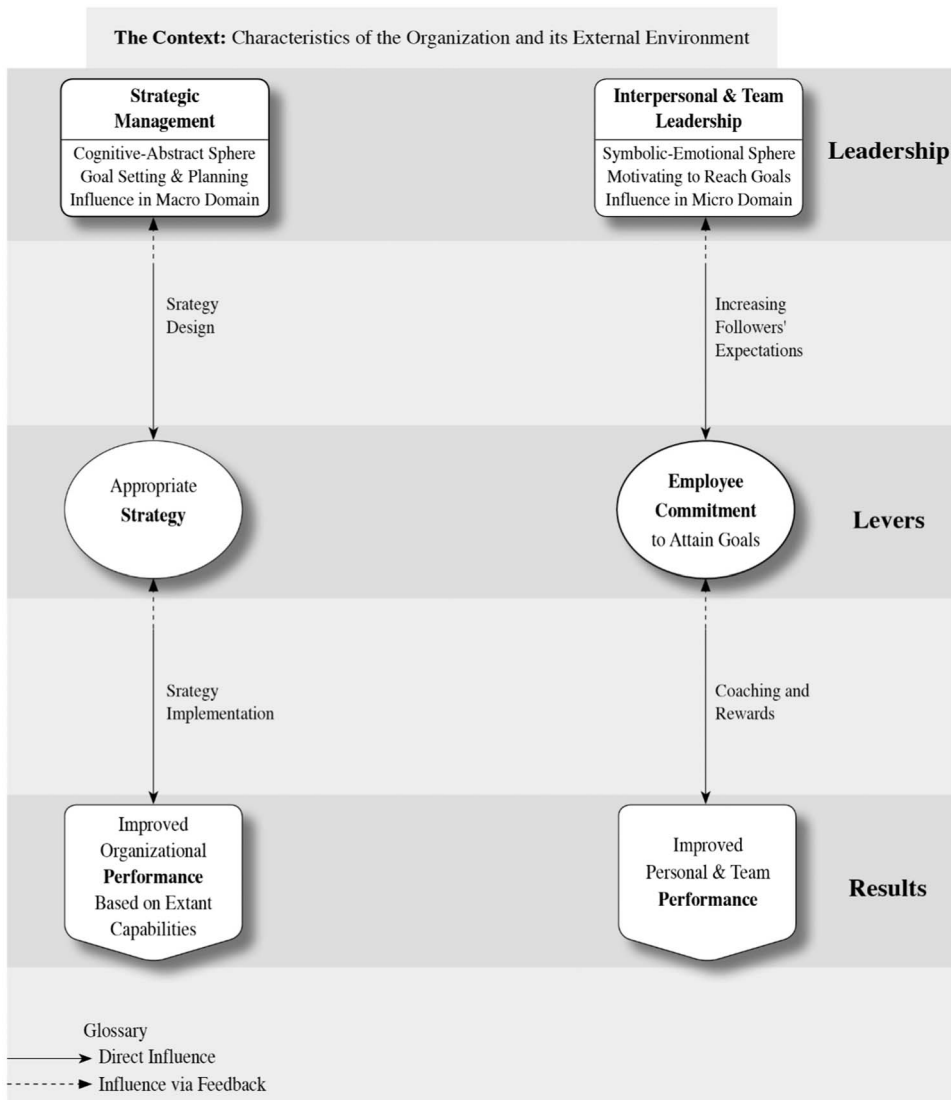 The Context: Characteristics of the Organization and its External Environment
Strategic
Management
Cognitive-Abstract Sphere
Goal Setting & Planning
Influence in Macro Domain
Interpersonal & Team
Leadership
Symbolic-Emotional Sphere
Motivating to Reach Goals
Influence in Micro Domain
Leadership
Srategy
Design
Increasing
Followers'
Expectations
Appropriate
Strategy
Employee
Commitment
to Attain Goals
Levers
Srategy
Implementation
Coaching and
Rewards
Improved
Organizational
Performance
Based on Extant
Capabilities
Improved
Personal & Team
Performance
Results
Glossary
Direct Influence
Influence via Feedback